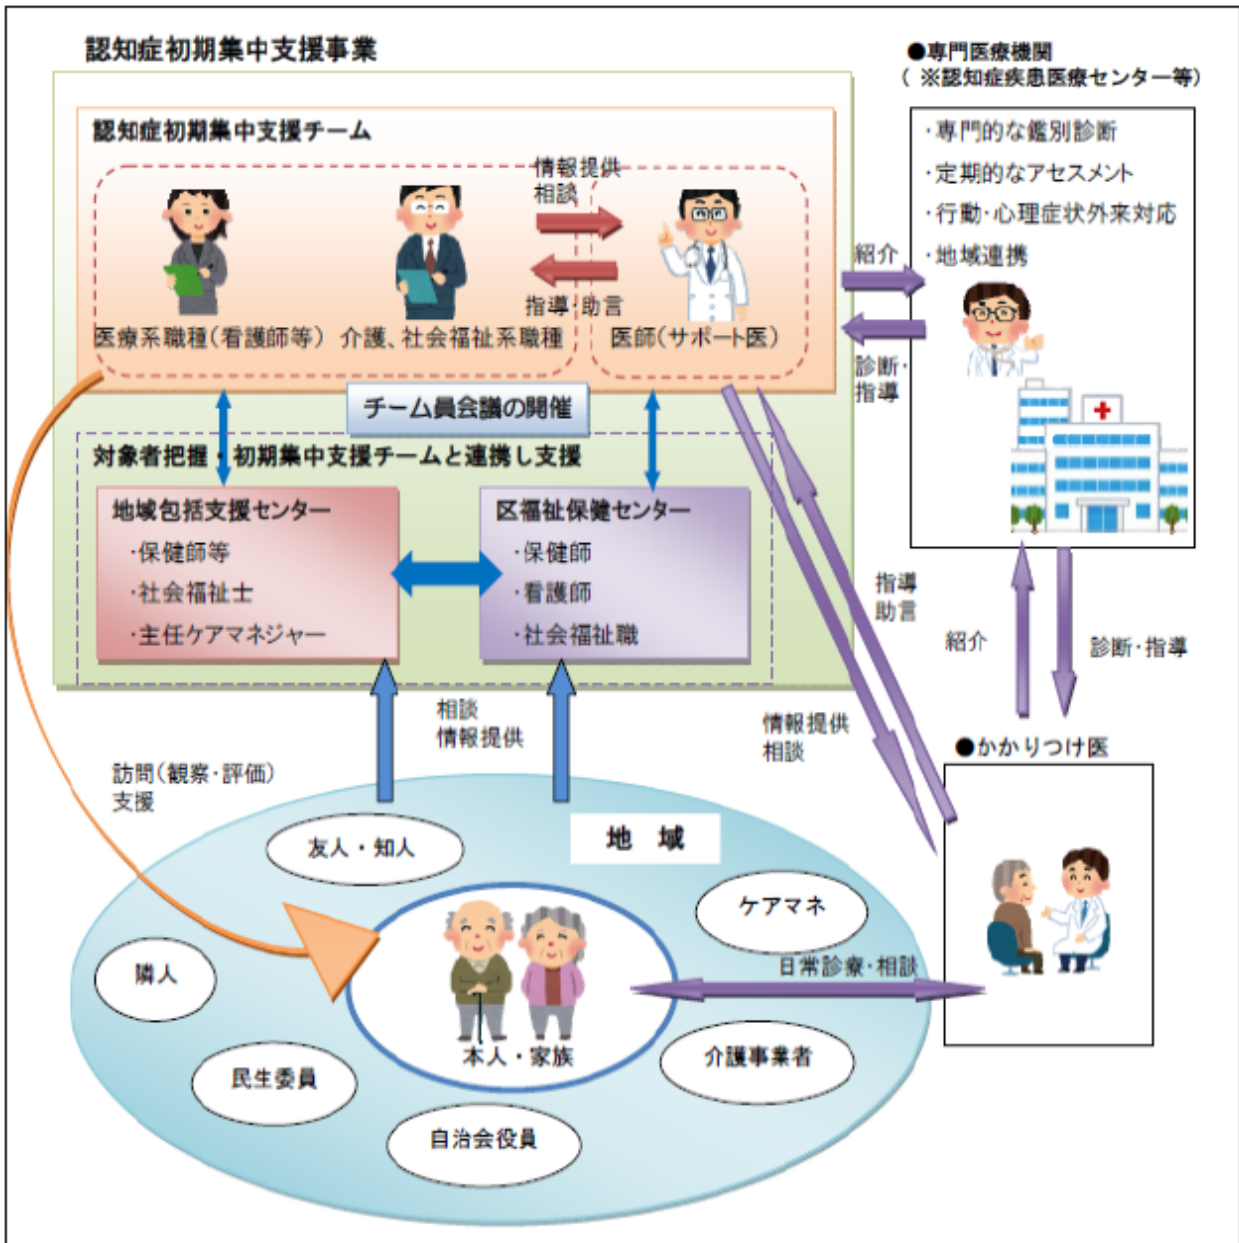 認知症初期集中支援事業
●専門医療機関
( ※認知症疾患医療センター等)
認知症初期集中支援チーム
情報提供
相談
指導・助言
医療系職種(看護師等)
介護、社会福祉系職種
医師(サポート医)
・専門的な鑑別診断
・定期的なアセスメント
・行動・心理症状外来対応
・地域連携
紹介
診断・
指導
チーム員会議の開催
対象者把握・初期集中支援チームと連携し支援
地域包括支援センター
・保健師等
・社会福祉士
・主任ケアマネジャー
区福祉保健センター
・保健師
・看護師
・社会福祉職
指導
助言
紹介
診断・指導
相談
情報提供
情報提供
相談
●かかりつけ医
訪問(観察・評価)
支援
地 域
友人・知人
ケアマネ
隣人
日常診療・相談
本人・家族
介護事業者
民生委員
自治会役員